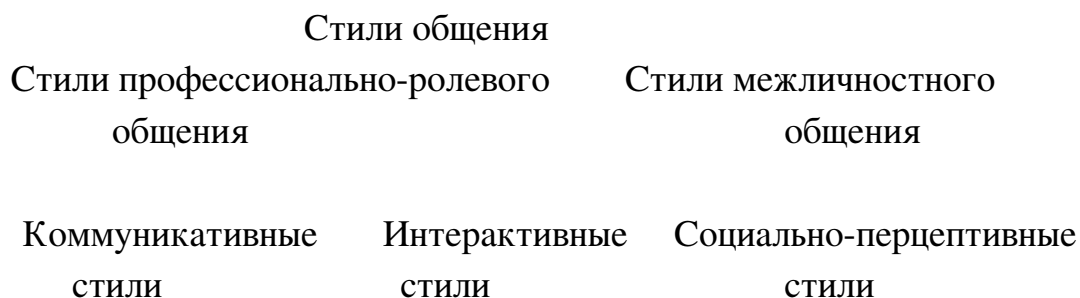 Стили общения
Стили профессионально-ролевого общения
Стили межличностного общения
Коммуникативные стили
Интерактивные стили
Социально-перцептивные стили